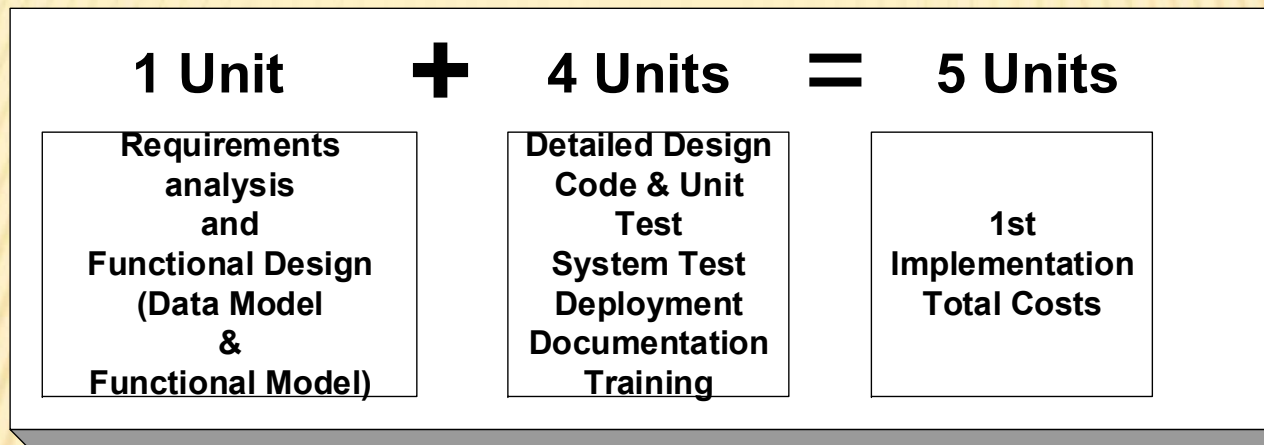 1 Unit + 4 Units = 5 Units
Requirements
analysis
and
Functional Design
(Data Model
&
Functional Model)
Detailed Design
Code & Unit
Test
System Test
Deployment
Documentation
Training
1st
Implementation
Total Costs